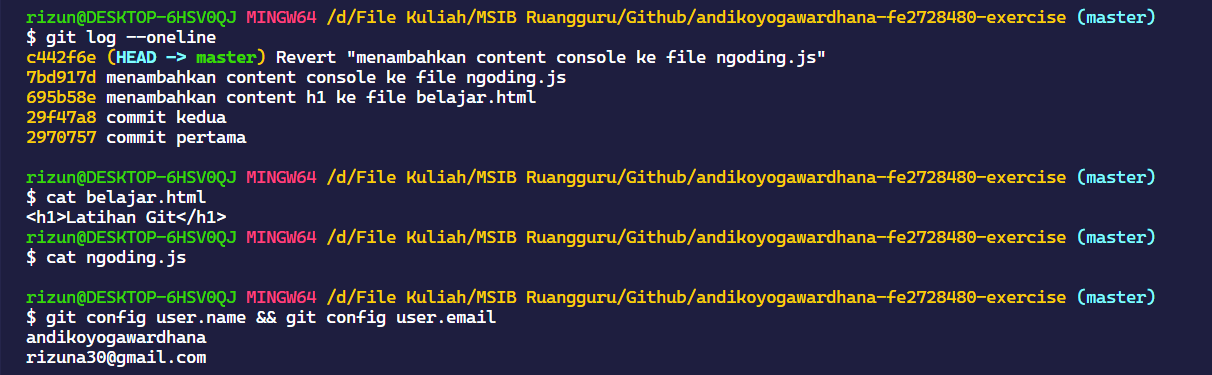 rizun@DESKTOP-6HSV0QJ MINGW64 /d/File Kuliah/MSIB Ruangguru/Github/andikoyogawardhana-fe2728480-exercise (master)
$ git log --oneline
c442f6e (HEAD -> master) Revert "menambahkan content console ke file ngoding.js"
7bd917d menambahkan content console ke file ngoding.js
695b58e menambahkan content h1 ke file belajar.html
29f47a8 commit kedua
2970757 commit pertama
rizun@DESKTOP-6HSV0QJ MINGW64 /d/File Kuliah/MSIB Ruangguru/Github/andikoyogawardhana-fe2728480-exercise (master)
$ cat belajar.html
<h1>Latihan Git</h1>
rizun@DESKTOP-6HSV0QJ MINGW64 /d/File Kuliah/MSIB Ruangguru/Github/andikoyogawardhana-fe2728480-exercise (master)
$ cat ngoding.js
rizun@DESKTOP-6HSV0QJ MINGW64 /d/File Kuliah/MSIB Ruangguru/Github/andikoyogawardhana-fe2728480-exercise (master)
$ git config user.name && git config user.email
andikoyogawardhana
rizuna30@gmail.com